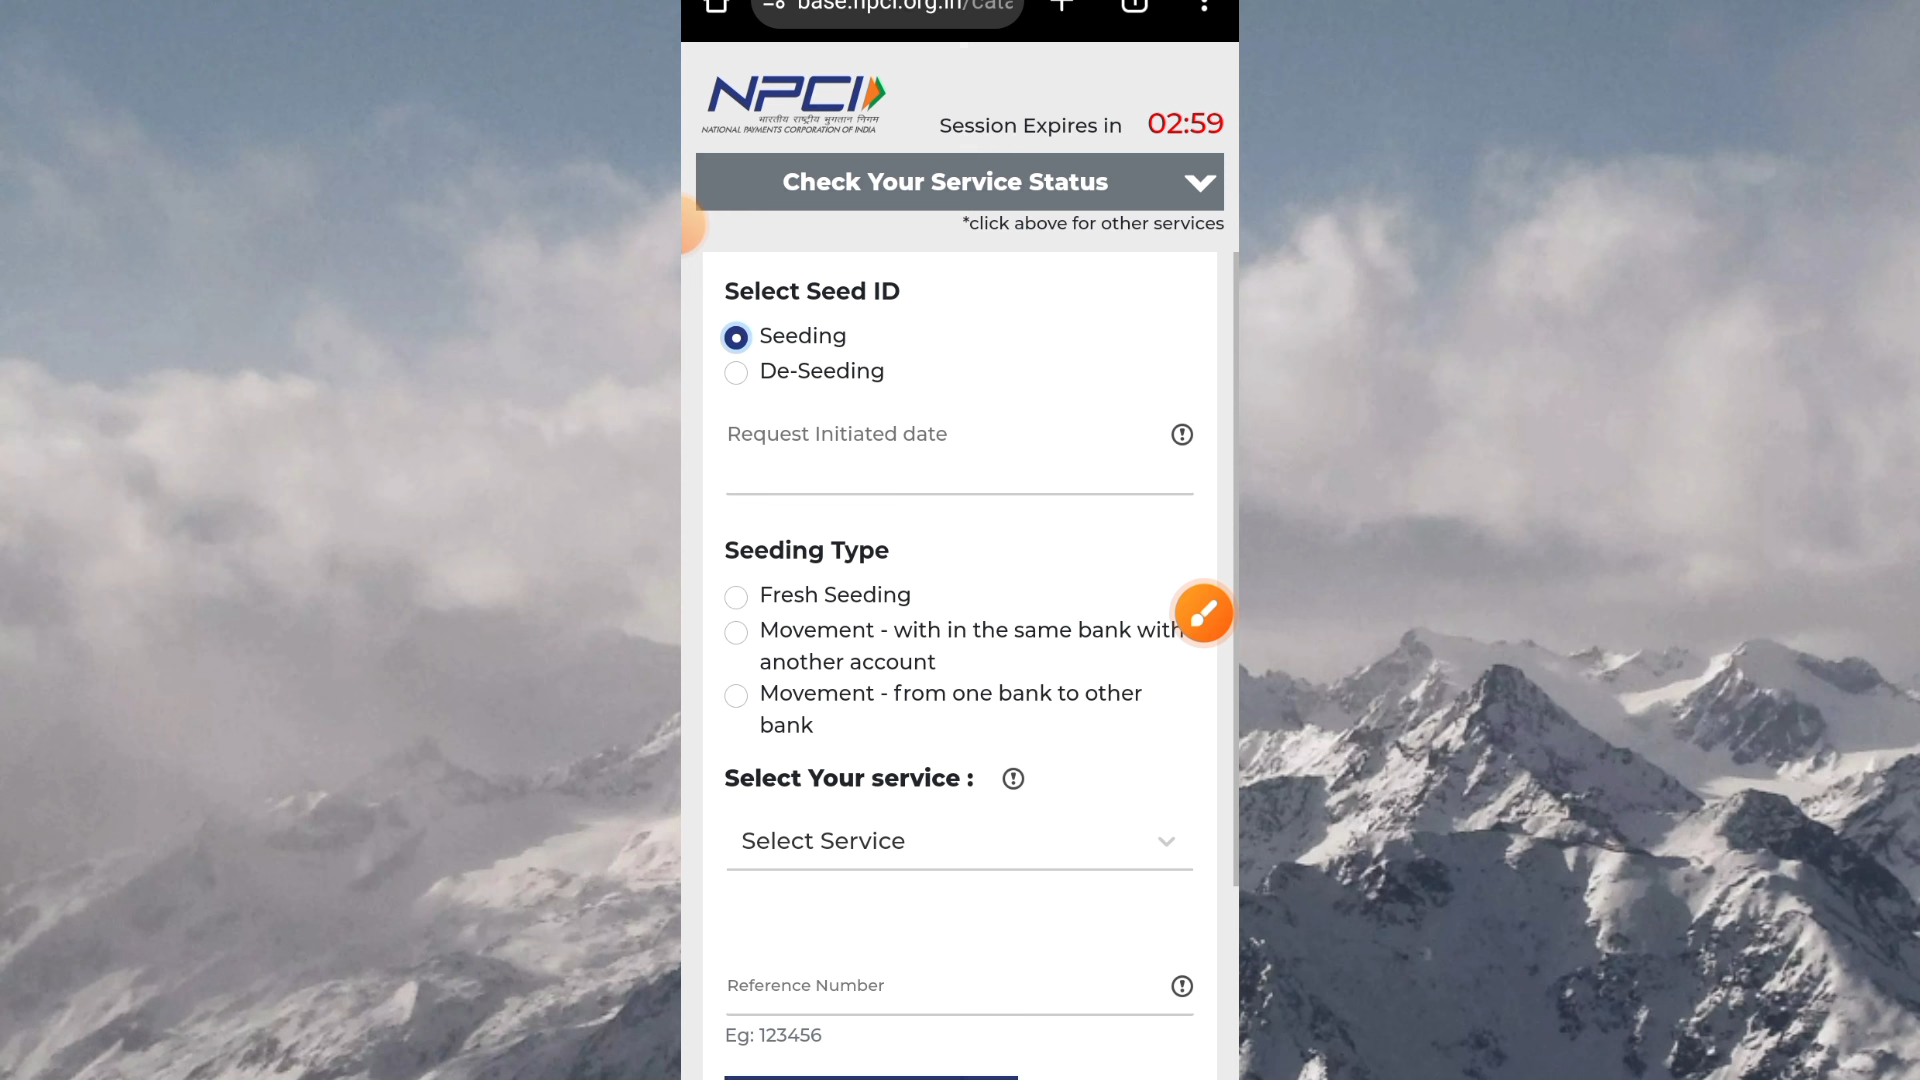 base.npci.org.in/cata
NPCI
भारतीय राष्ट्रीय भुगतान निगम
NATIONAL PAYMENTS CORPORATION OF INDIA
Session Expires in 02:59
Check Your Service Status
*click above for other services
Select Seed ID
Seeding
De-Seeding
Request Initiated date
Seeding Type
Fresh Seeding
Movement - with in the same bank with
another account
Movement - from one bank to other
bank
Select Your service :
Select Service
Reference Number
Eg: 123456